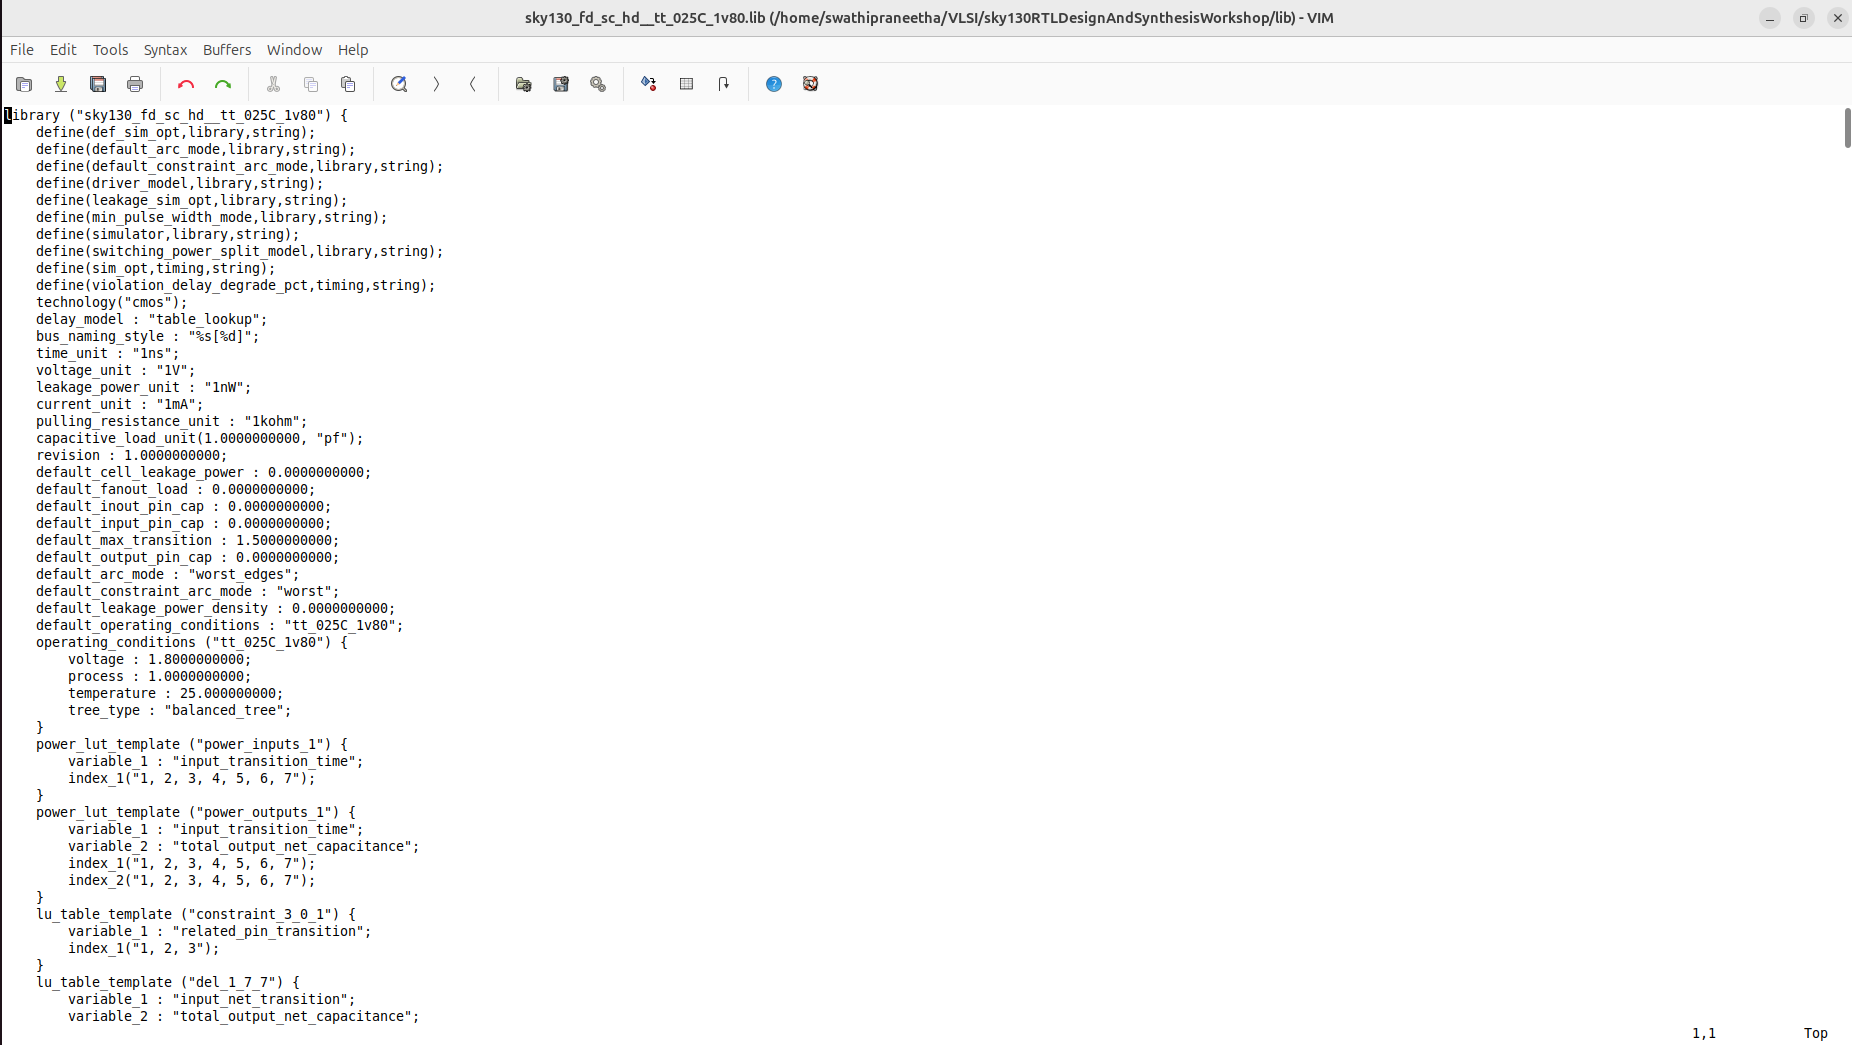 sky130_fd_sc_hd__tt_025C_1v80.lib (/home/swathipraneetha/VLSI/sky130RTLDesignAndSynthesisWorkshop/lib) - VIM
File Edit Tools Syntax Buffers Window Help
library ("sky130_fd_sc_hd__tt_025C_1v80") {
    define(def_sim_opt,library,string);
    define(default_arc_mode,library,string);
    define(default_constraint_arc_mode,library,string);
    define(driver_model,library,string);
    define(leakage_sim_opt,library,string);
    define(min_pulse_width_mode,library,string);
    define(simulator,library,string);
    define(switching_power_split_model,library,string);
    define(sim_opt,timing,string);
    define(violation_delay_degrade_pct,timing,string);
    technology("cmos");
    delay_model : "table_lookup";
    bus_naming_style : "%s[%d]";
    time_unit : "1ns";
    voltage_unit : "1V";
    leakage_power_unit : "1nW";
    current_unit : "1mA";
    pulling_resistance_unit : "1kohm";
    capacitive_load_unit(1.0000000000, "pf");
    revision : 1.0000000000;
    default_cell_leakage_power : 0.0000000000;
    default_fanout_load : 0.0000000000;
    default_inout_pin_cap : 0.0000000000;
    default_input_pin_cap : 0.0000000000;
    default_max_transition : 1.5000000000;
    default_output_pin_cap : 0.0000000000;
    default_arc_mode : "worst_edges";
    default_constraint_arc_mode : "worst";
    default_leakage_power_density : 0.0000000000;
    default_operating_conditions : "tt_025C_1v80";
    operating_conditions ("tt_025C_1v80") {
        voltage : 1.8000000000;
        process : 1.0000000000;
        temperature : 25.000000000;
        tree_type : "balanced_tree";
    }
    power_lut_template ("power_inputs_1") {
        variable_1 : "input_transition_time";
        index_1("1, 2, 3, 4, 5, 6, 7");
    }
    power_lut_template ("power_outputs_1") {
        variable_1 : "input_transition_time";
        variable_2 : "total_output_net_capacitance";
        index_1("1, 2, 3, 4, 5, 6, 7");
        index_2("1, 2, 3, 4, 5, 6, 7");
    }
    lu_table_template ("constraint_3_0_1") {
        variable_1 : "related_pin_transition";
        index_1("1, 2, 3");
    }
    lu_table_template ("del_1_7_7") {
        variable_1 : "input_net_transition";
        variable_2 : "total_output_net_capacitance";
1,1 Top